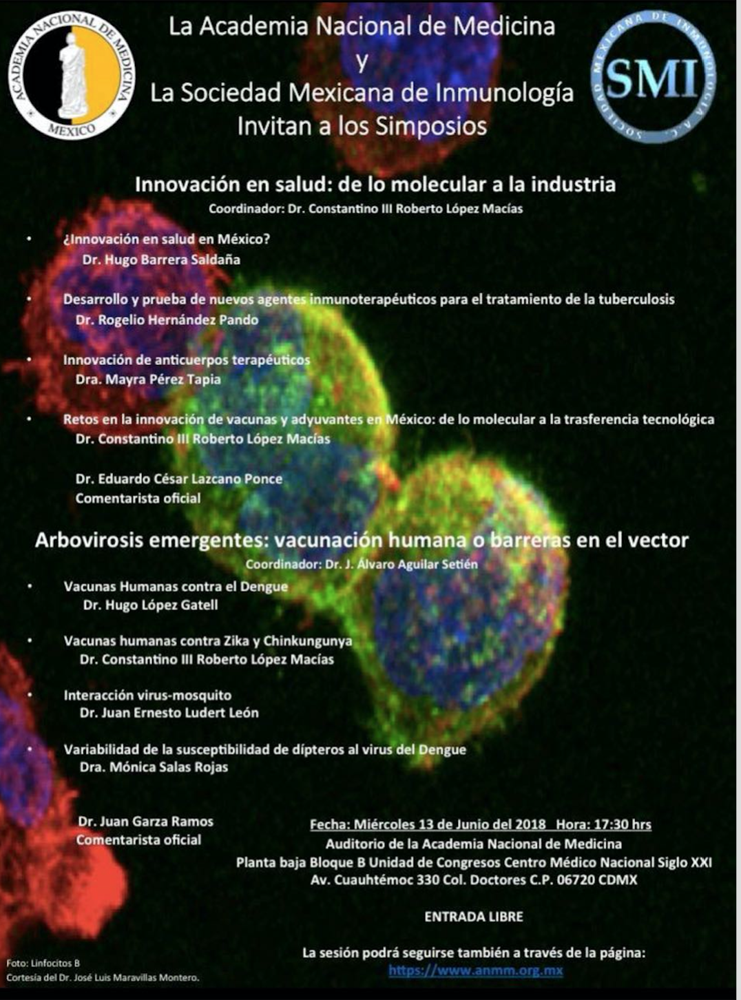 ACADEMIA NACIONAL DE MEDICINA
MEXICO
La Academia Nacional de Medicina
y
La Sociedad Mexicana de Inmunología
Invitan a los Simposios
SOCIEDAD MEXICANA DE INMUNOLOGIA A.C.
SMI
Innovación en salud: de lo molecular a la industria
Coordinador: Dr. Constantino III Roberto López Macías
• ¿Innovación en salud en México?
Dr. Hugo Barrera Saldaña
• Desarrollo y prueba de nuevos agentes inmunoterapéuticos para el tratamiento de la tuberculosis
Dr. Rogelio Hernández Pando
• Innovación de anticuerpos terapéuticos
Dra. Mayra Pérez Tapia
• Retos en la innovación de vacunas y adyuvantes en México: de lo molecular a la trasferencia tecnológica
Dr. Constantino III Roberto López Macías
Dr. Eduardo César Lazcano Ponce
Comentarista oficial
Arbovirosis emergentes: vacunación humana o barreras en el vector
Coordinador: Dr. J. Álvaro Aguilar Setién
• Vacunas Humanas contra el Dengue
Dr. Hugo López Gatell
• Vacunas humanas contra Zika y Chinkungunya
Dr. Constantino III Roberto López Macías
• Interacción virus-mosquito
Dr. Juan Ernesto Ludert León
• Variabilidad de la susceptibilidad de dípteros al virus del Dengue
Dra. Mónica Salas Rojas
Dr. Juan Garza Ramos
Comentarista oficial
Fecha: Miércoles 13 de Junio del 2018 Hora: 17:30 hrs
Auditorio de la Academia Nacional de Medicina
Planta baja Bloque B Unidad de Congresos Centro Médico Nacional Siglo XXI
Av. Cuauhtémoc 330 Col. Doctores C.P. 06720 CDMX
ENTRADA LIBRE
La sesión podrá seguirse también a través de la página:
https://www.anmm.org.mx
Foto: Linfocitos B
Cortesía del Dr. José Luis Maravillas Montero.